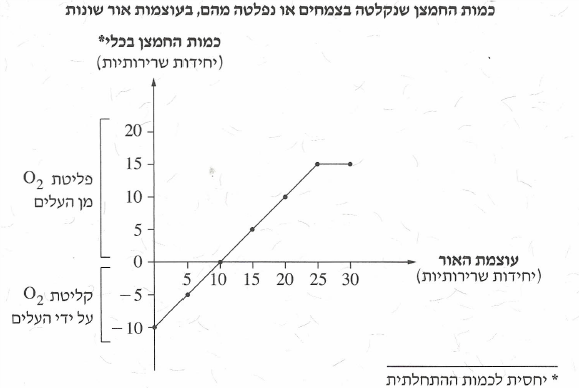 כמות החמצן שנקלטה בצמחים או נפלטה מהם, בעוצמות אור שונות
כמות החמצן בכלי*
(יחידות שרירותיות)
20
15
10
5
0
−5
−10
פליטת O₂
מן העלים
קליטת O₂
על ידי העלים
5 10 15 20 25 30
עוצמת האור
(יחידות שרירותיות)
* יחסית לכמות ההתחלתית